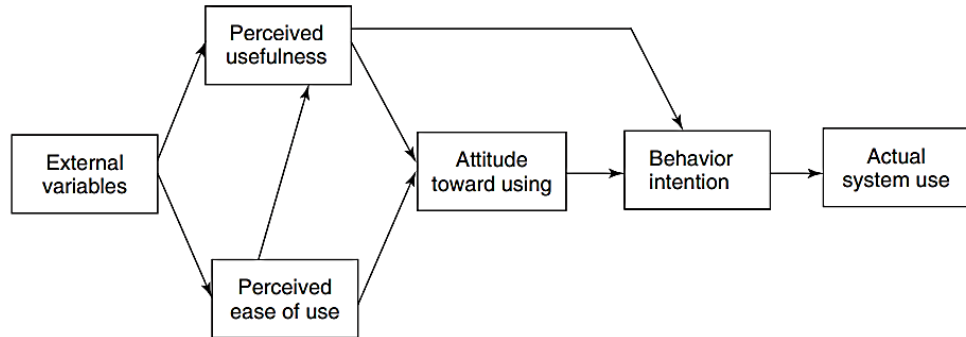 Perceived
usefulness
External
variables
Attitude
toward using
Behavior
intention
Actual
system use
Perceived
ease of use